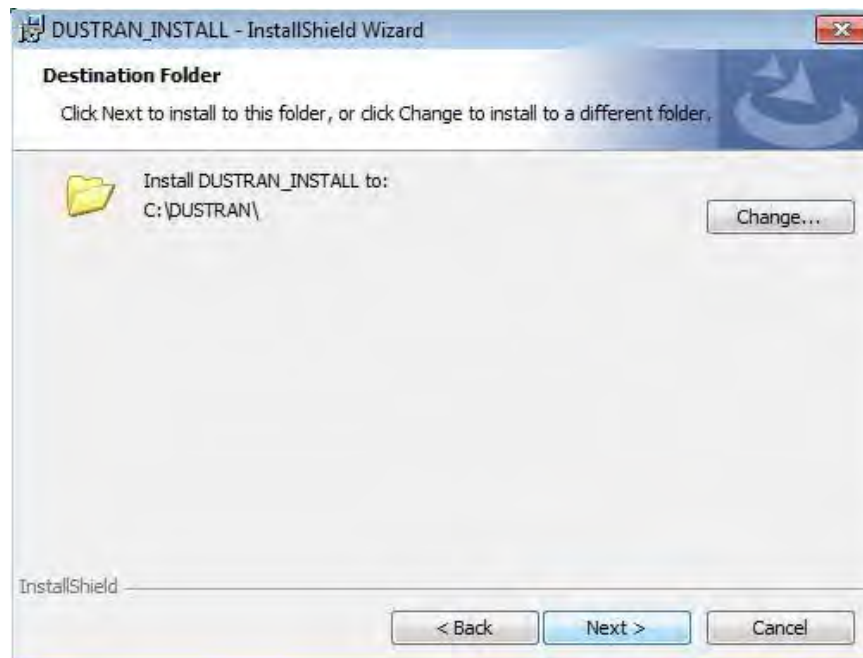 DUSTRAN_INSTALL - InstallShield Wizard
Destination Folder
Click Next to install to this folder, or click Change to install to a different folder.
Install DUSTRAN_INSTALL to:
C:\DUSTRAN\
Change...
InstallShield
< Back
Next >
Cancel